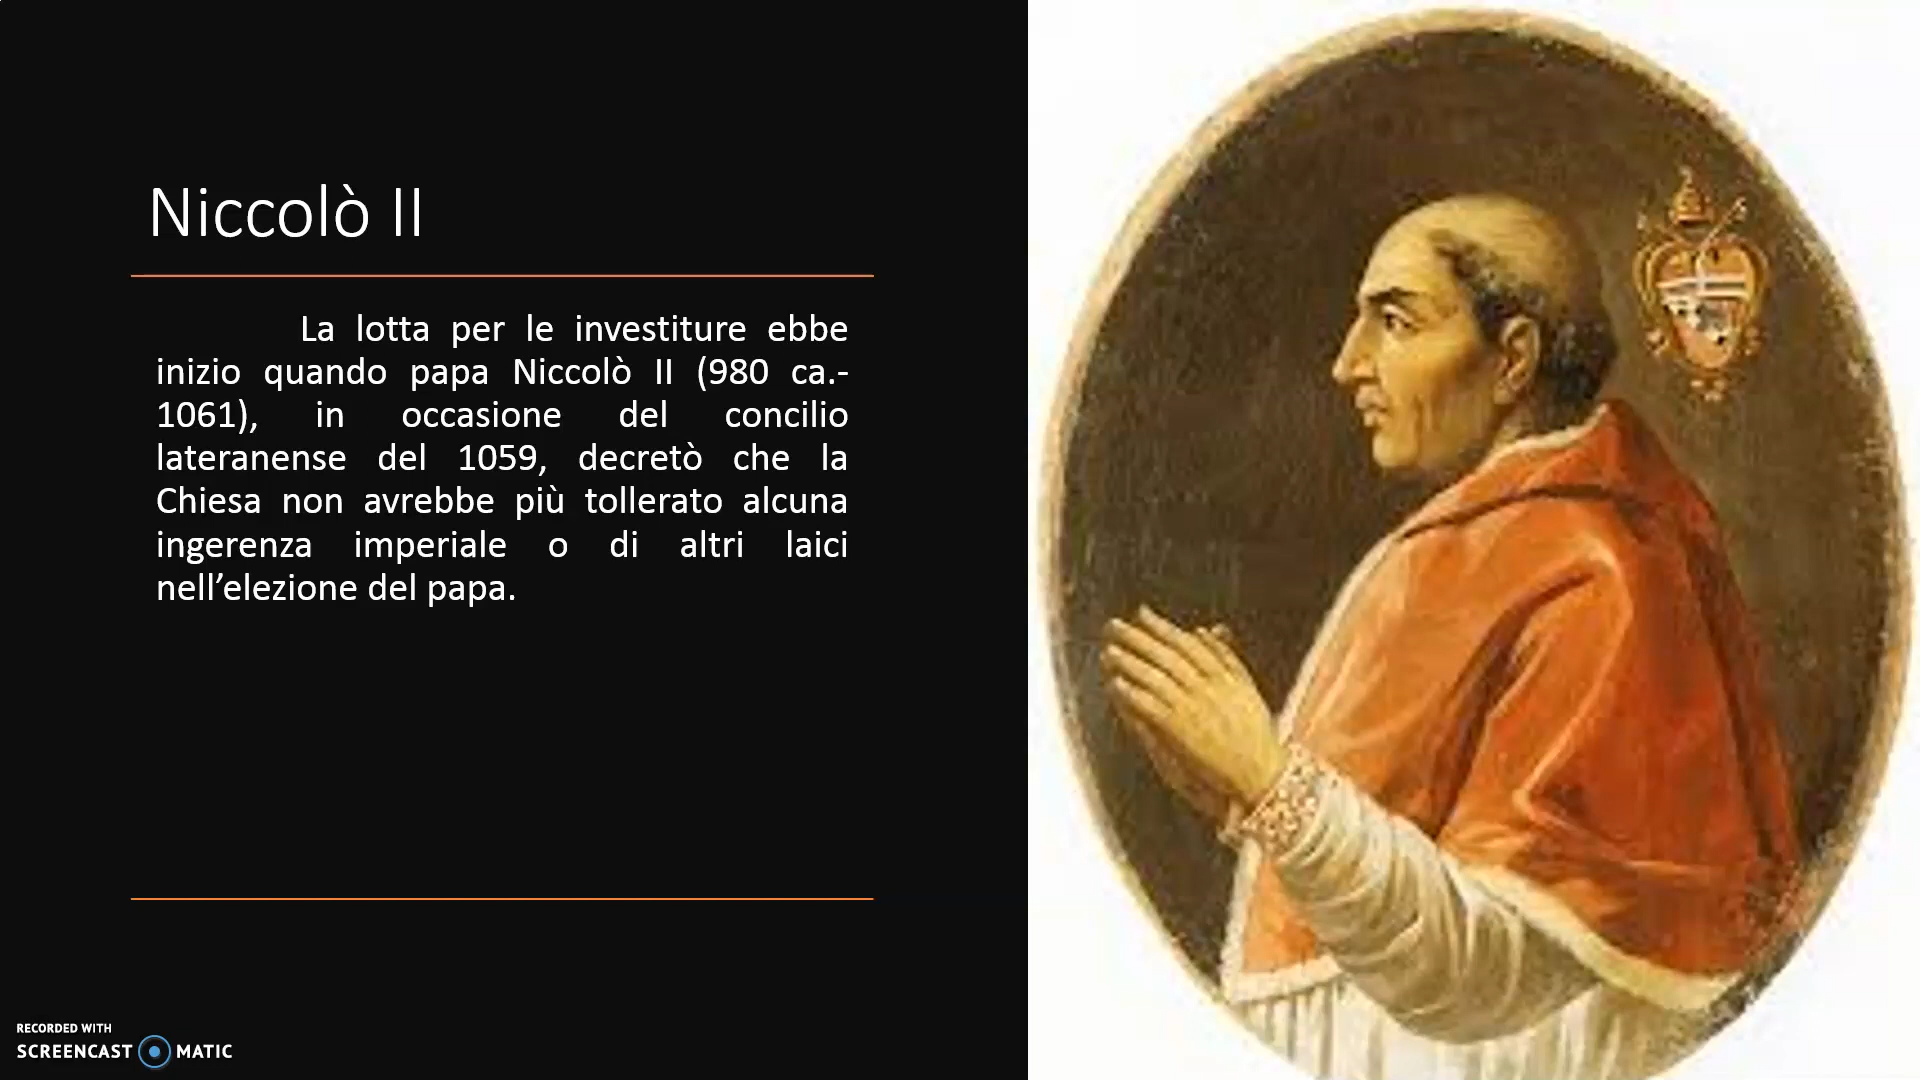 Niccolò II
La lotta per le investiture ebbe
inizio quando papa Niccolò II (980 ca.-
1061), in occasione del concilio
lateranense del 1059, decretò che la
Chiesa non avrebbe più tollerato alcuna
ingerenza imperiale o di altri laici
nell’elezione del papa.
RECORDED WITH
SCREENCAST MATIC